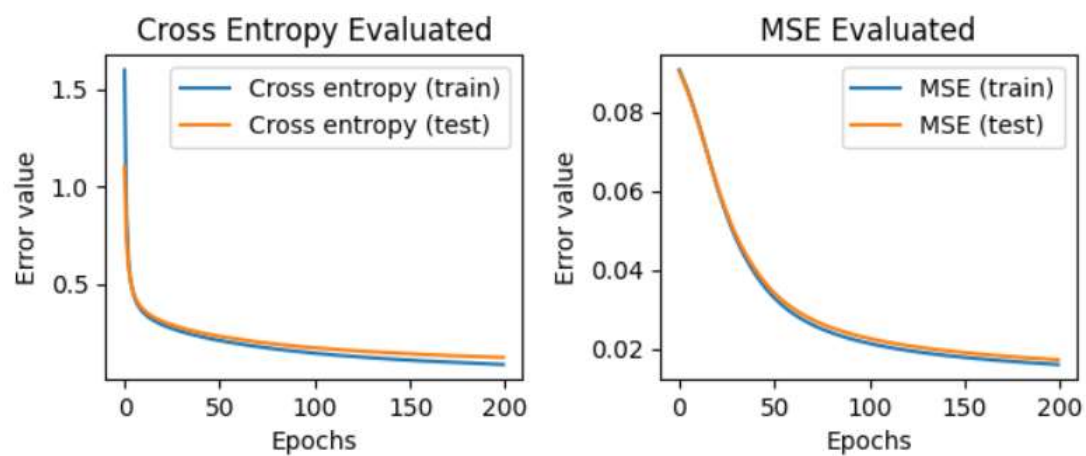 Cross Entropy Evaluated
1.5
1.0
0.5
Error value
Cross entropy (train)
Cross entropy (test)
0
50
100
150
200
Epochs
MSE Evaluated
0.08
0.06
0.04
0.02
Error value
MSE (train)
MSE (test)
0
50
100
150
200
Epochs